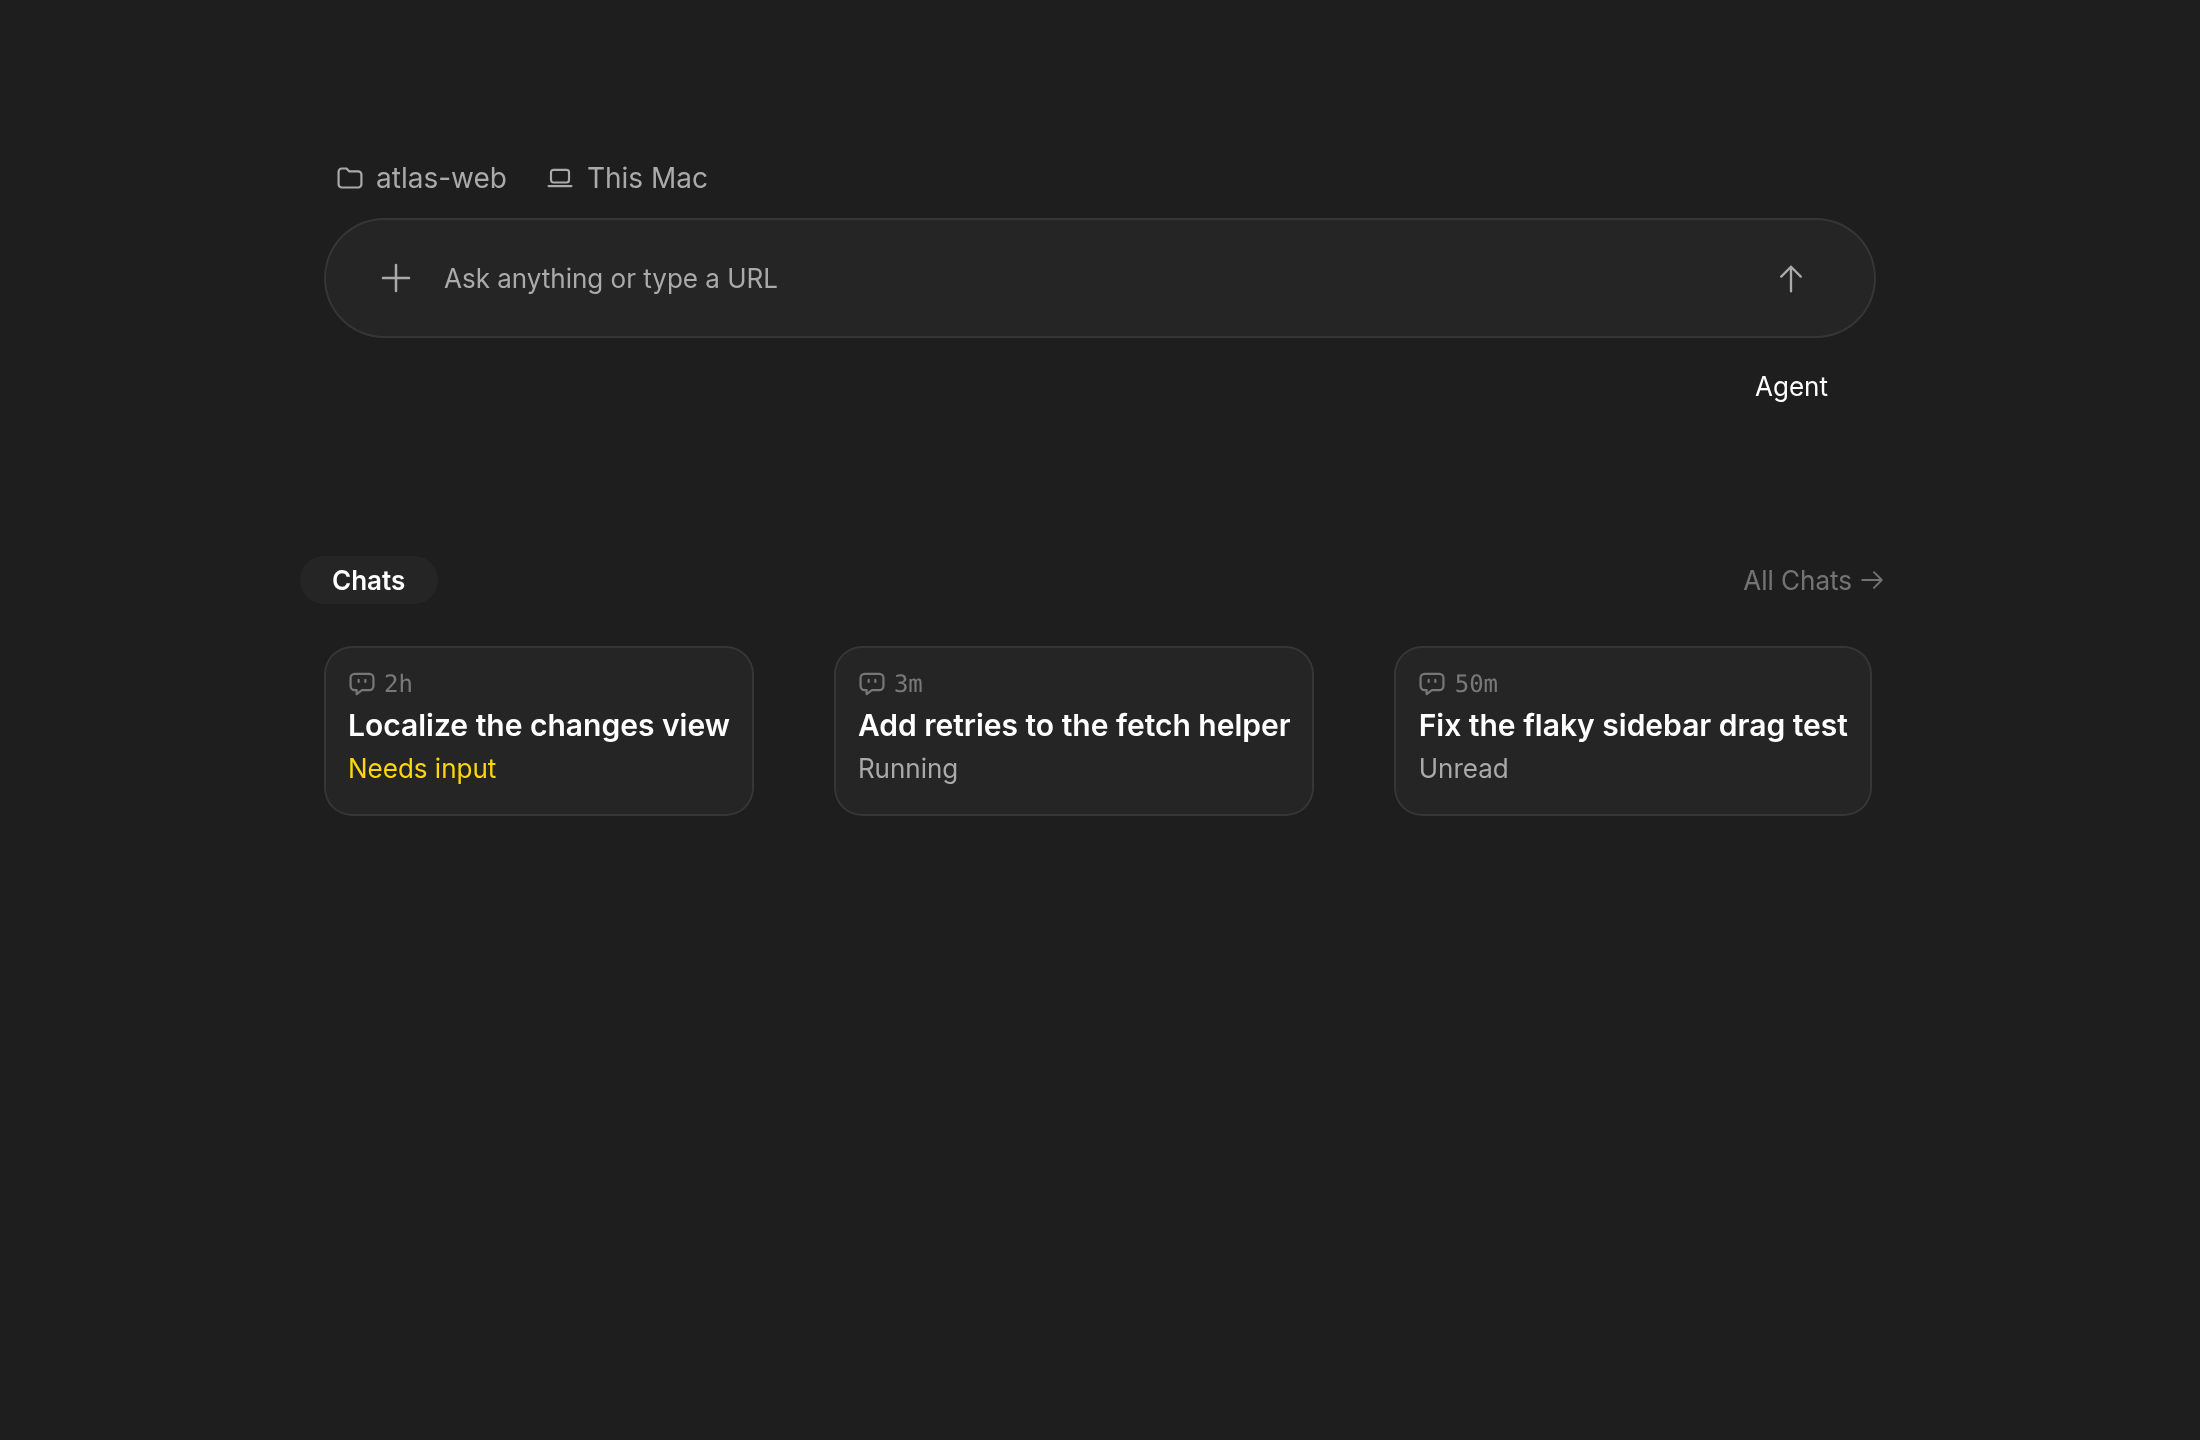 atlas-web This Mac
Ask anything or type a URL
Agent
Chats
All Chats →
2h
Localize the changes view
Needs input
3m
Add retries to the fetch helper
Running
50m
Fix the flaky sidebar drag test
Unread